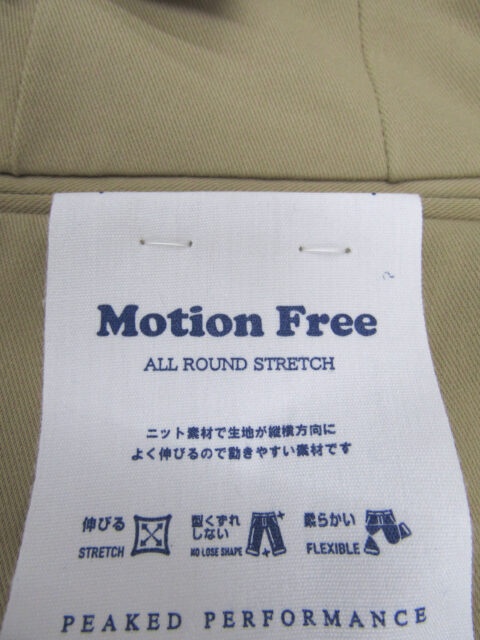 Motion Free
ALL ROUND STRETCH
ニット素材で生地が縦横方向に
よく伸びるので動きやすい素材です
伸びる
STRETCH
型くずれ
しない
NO LOSE SHAPE
柔らかい
FLEXIBLE
PEAKED PERFORMANCE